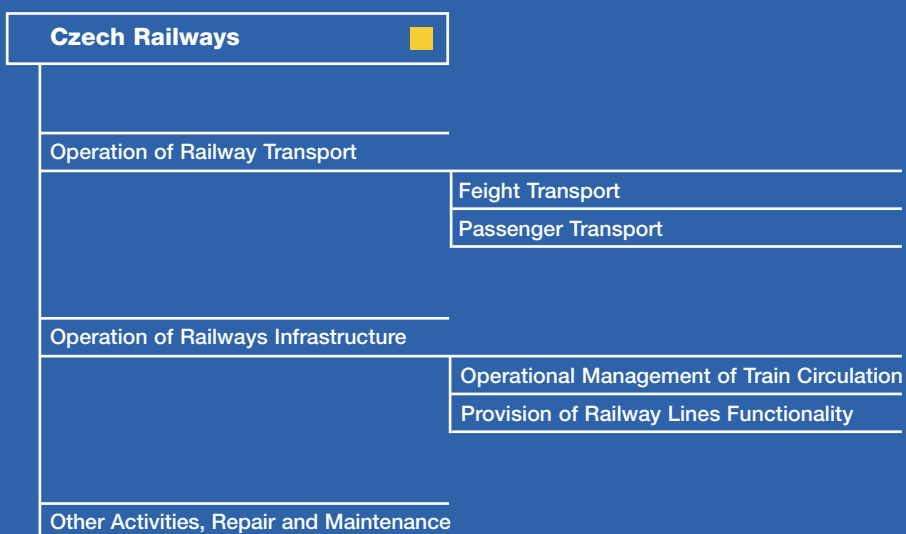 Czech Railways
Operation of Railway Transport
Feight Transport
Passenger Transport
Operation of Railways Infrastructure
Operational Management of Train Circulation
Provision of Railway Lines Functionality
Other Activities, Repair and Maintenance